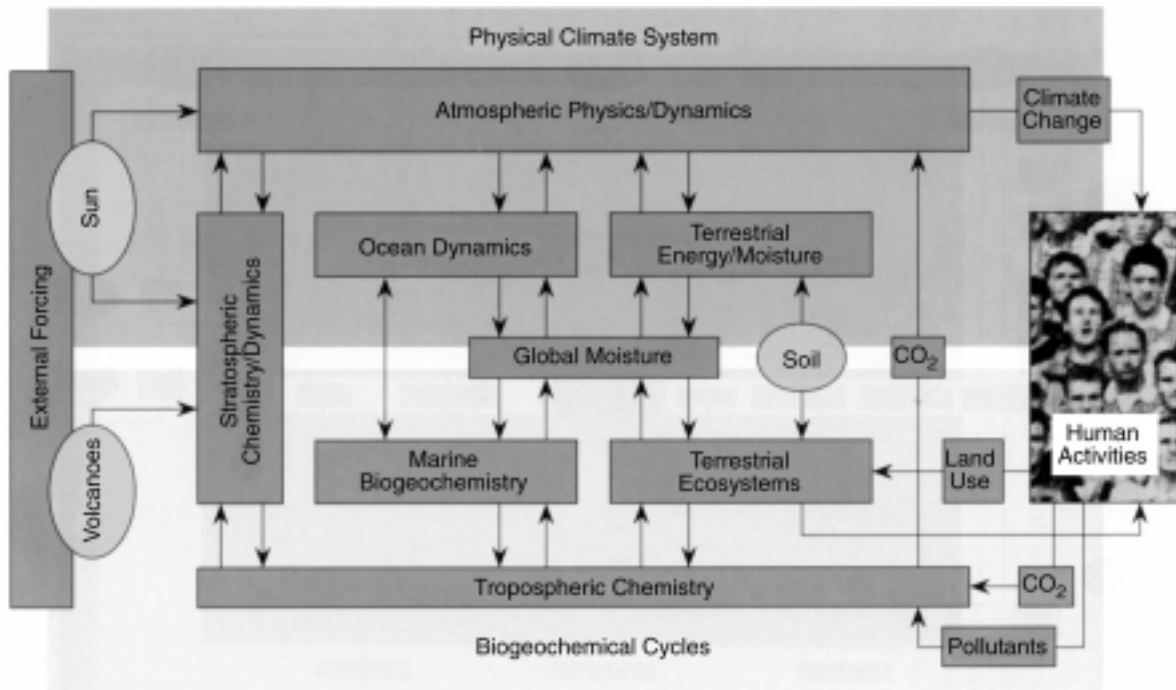 Physical Climate System
Atmospheric Physics/Dynamics
Climate
Change
External Forcing
Sun
Volcanoes
Stratospheric
Chemistry/Dynamics
Ocean Dynamics
Terrestrial
Energy/Moisture
Global Moisture
Soil
CO₂
Marine
Biogeochemistry
Terrestrial
Ecosystems
Land
Use
Human
Activities
Tropospheric Chemistry
CO₂
Biogeochemical Cycles
Pollutants